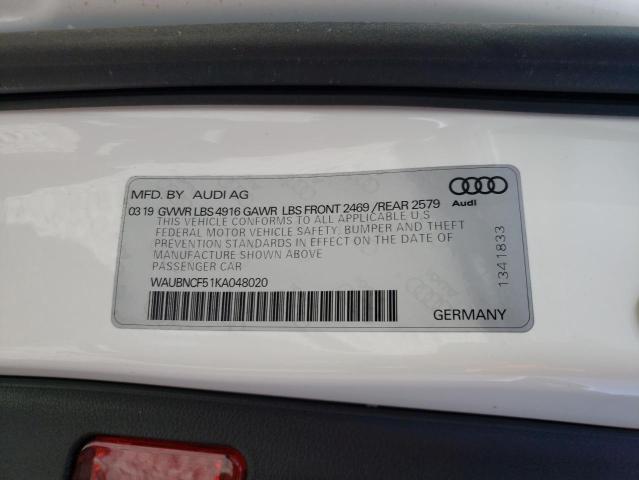 MFD. BY AUDI AG
03 19 GVWR LBS 4916 GAWR LBS FRONT 2469 /REAR 2579
THIS VEHICLE CONFORMS TO ALL APPLICABLE U.S
FEDERAL MOTOR VEHICLE SAFETY, BUMPER AND THEFT
PREVENTION STANDARDS IN EFFECT ON THE DATE OF
MANUFACTURE SHOWN ABOVE
PASSENGER CAR
WAUBNCF51KA048020
Audi
1341833
GERMANY